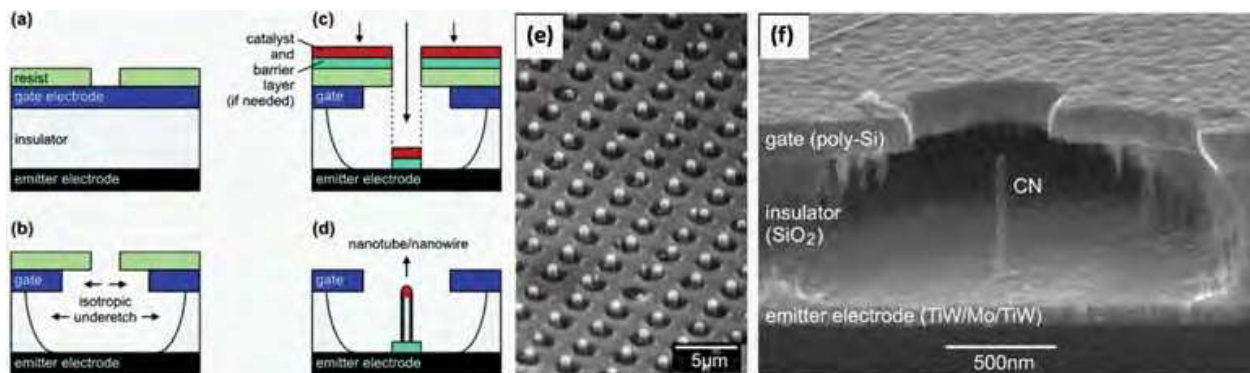 (a)
resist
gate electrode
insulator
emitter electrode
(b)
gate
isotropic
underetch
emitter electrode
(c)
catalyst
and
barrier
layer
(if needed)
gate
emitter electrode
(d)
nanotube/nanowire
gate
emitter electrode
(e)
5µm
(f)
gate (poly-Si)
CN
insulator
(SiO₂)
emitter electrode (TiW/Mo/TiW)
500nm